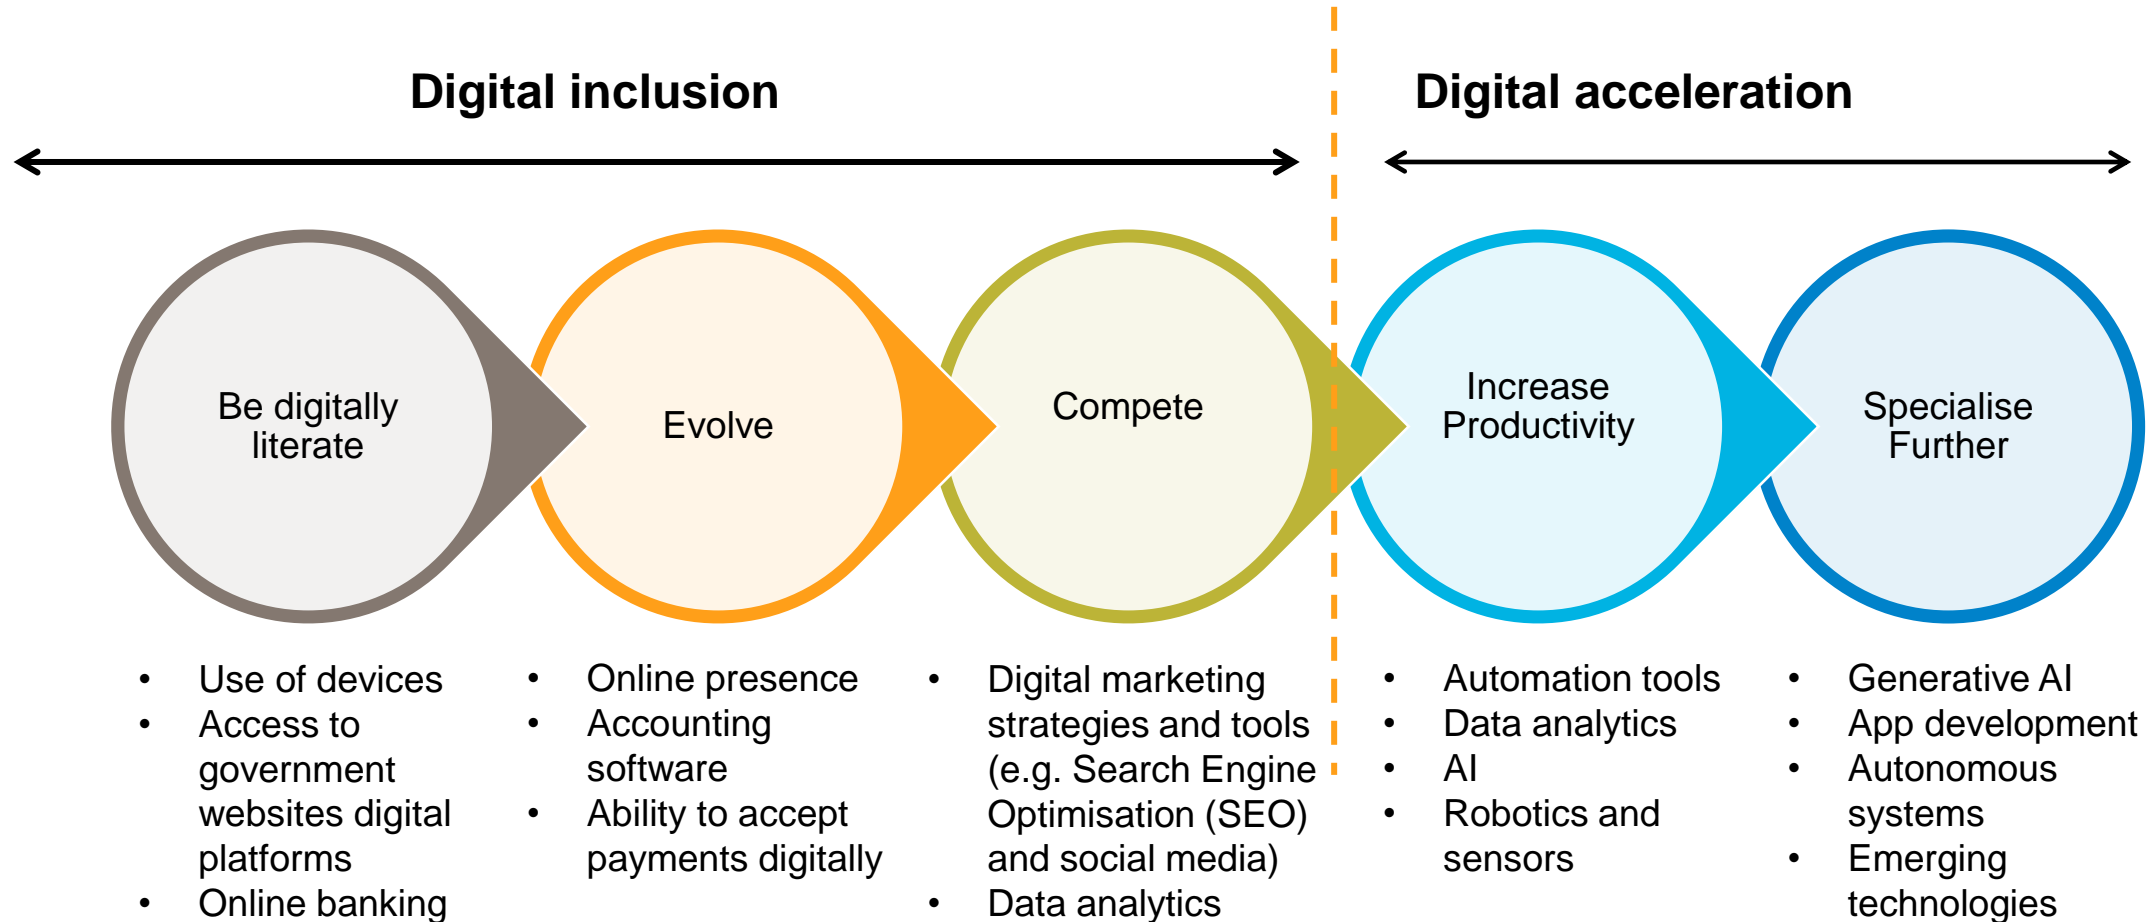 Digital inclusion
Digital acceleration
Be digitally
literate
Evolve
Compete
Increase
Productivity
Specialise
Further
• Use of devices
• Access to
government
websites digital
platforms
• Online banking
• Online presence
• Accounting
software
• Ability to accept
payments digitally
• Digital marketing
strategies and tools
(e.g. Search Engine
Optimisation (SEO)
and social media)
• Data analytics
• Automation tools
• Data analytics
• AI
• Robotics and
sensors
• Generative AI
• App development
• Autonomous
systems
• Emerging
technologies